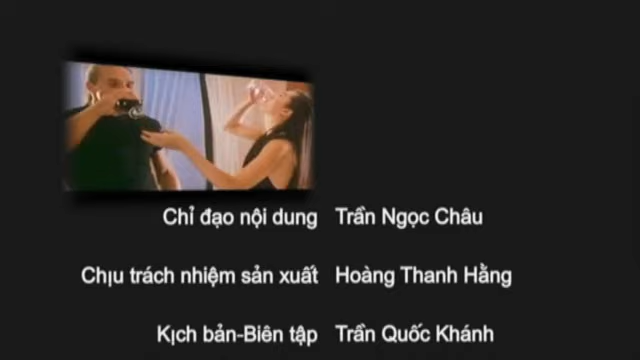 Chỉ đạo nội dung Trần Ngọc Châu
Chịu trách nhiệm sản xuất Hoàng Thanh Hằng
Kịch bản-Biên tập Trần Quốc Khánh